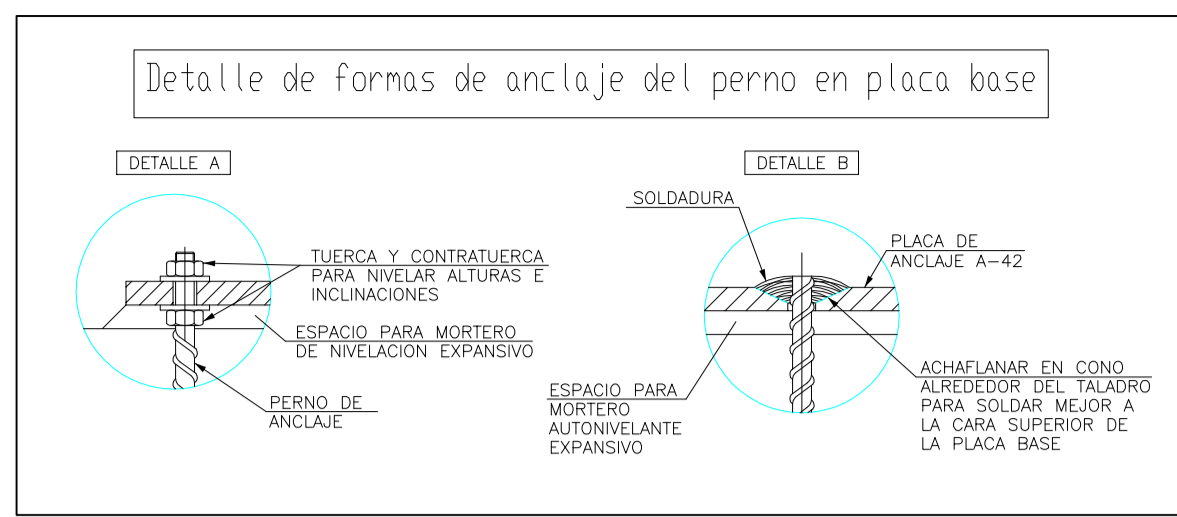 Detalle de formas de anclaje del perno en placa base
DETALLE A
TUERCA Y CONTRATUERCA
PARA NIVELAR ALTURAS E
INCLINACIONES
ESPACIO PARA MORTERO
DE NIVELACION EXPANSIVO
PERNO DE
ANCLAJE
DETALLE B
SOLDADURA
PLACA DE
ANCLAJE A-42
ESPACIO PARA
MORTERO
AUTONIVELANTE
EXPANSIVO
ACHAFLANAR EN CONO
ALREDEDOR DEL TALADRO
PARA SOLDAR MEJOR A
LA CARA SUPERIOR DE
LA PLACA BASE